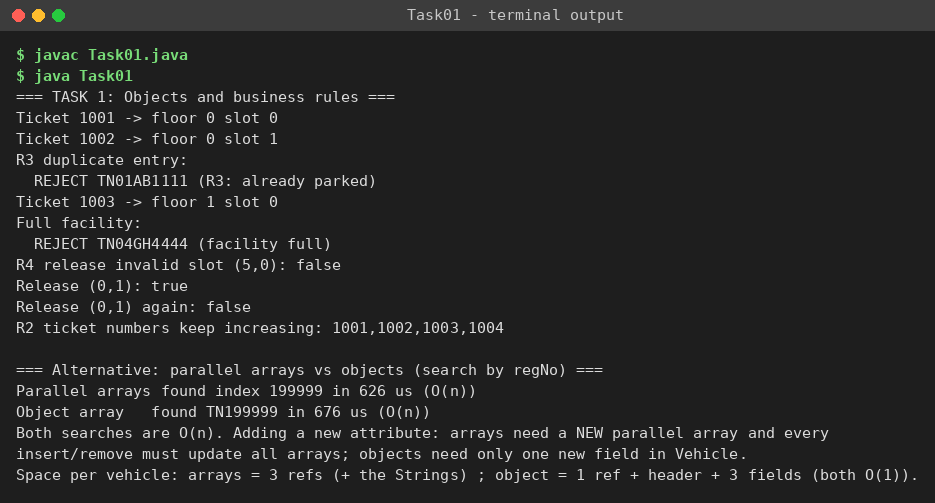 Task01 - terminal output
$ javac Task01.java
$ java Task01
=== TASK 1: Objects and business rules ===
Ticket 1001 -> floor 0 slot 0
Ticket 1002 -> floor 0 slot 1
R3 duplicate entry:
  REJECT TN01AB1111 (R3: already parked)
Ticket 1003 -> floor 1 slot 0
Full facility:
  REJECT TN04GH4444 (facility full)
R4 release invalid slot (5,0): false
Release (0,1): true
Release (0,1) again: false
R2 ticket numbers keep increasing: 1001,1002,1003,1004

=== Alternative: parallel arrays vs objects (search by regNo) ===
Parallel arrays found index 199999 in 626 us (O(n))
Object array   found TN199999 in 676 us (O(n))
Both searches are O(n). Adding a new attribute: arrays need a NEW parallel array and every
insert/remove must update all arrays; objects need only one new field in Vehicle.
Space per vehicle: arrays = 3 refs (+ the Strings) ; object = 1 ref + header + 3 fields (both O(1)).